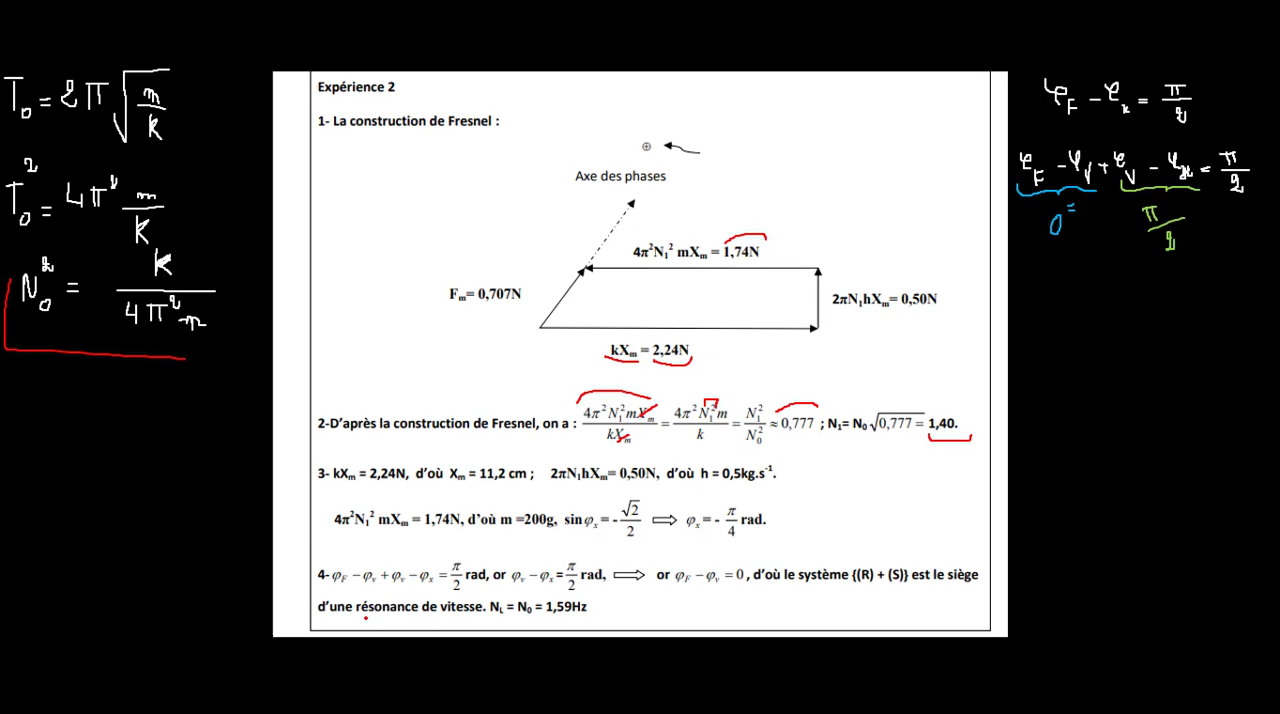 T₀ = 2π √(m/k)
T₀² = 4π² m/k
N₀² = k/(4π²m)
Expérience 2
1- La construction de Fresnel :
⊕
Axe des phases
4π²N₁² mXₘ = 1,74N
Fₘ= 0,707N
2πN₁hXₘ= 0,50N
kXₘ = 2,24N
2-D'après la construction de Fresnel, on a : 4π²N₁²mXₘ/kXₘ = 4π²N₁²m/k = N₁²/N₀² ≈ 0,777 ; N₁= N₀ √0,777 = 1,40.
3- kXₘ = 2,24N, d'où Xₘ = 11,2 cm ; 2πN₁hXₘ= 0,50N, d'où h = 0,5kg.s⁻¹.
4π²N₁² mXₘ = 1,74N, d'où m =200g, sin φₓ = - √2/2 ⇒ φₓ = - π/4 rad.
4- φF − φv + φv − φx = π/2 rad, or φv − φx = π/2 rad, ⇒ or φF − φv = 0 , d'où le système {(R) + (S)} est le siège
d'une résonance de vitesse. NL = N₀ = 1,59Hz
φF - φx = π/2
φF - φV + φV - φx = π/2
0 =
π/2